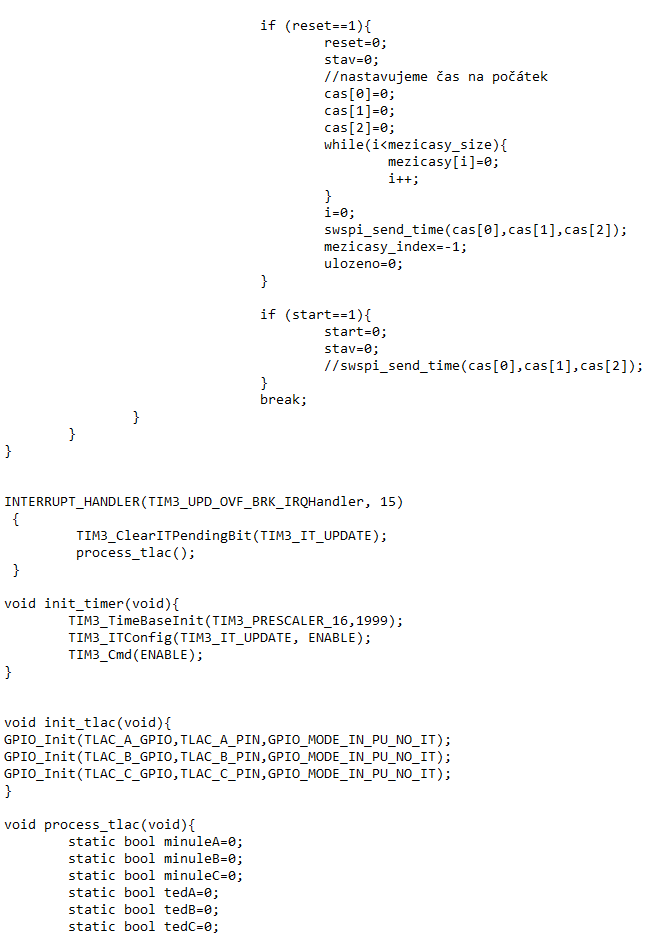 if (reset==1){
reset=0;
stav=0;
//nastavujeme čas na počátek
cas[0]=0;
cas[1]=0;
cas[2]=0;
while(i<mezicasy_size){
mezicasy[i]=0;
i++;
}
i=0;
swspi_send_time(cas[0],cas[1],cas[2]);
mezicasy_index=-1;
ulozeno=0;
}
if (start==1){
start=0;
stav=0;
//swspi_send_time(cas[0],cas[1],cas[2]);
}
break;
}
}
}
INTERRUPT_HANDLER(TIM3_UPD_OVF_BRK_IRQHandler, 15)
{
TIM3_ClearITPendingBit(TIM3_IT_UPDATE);
process_tlac();
}
void init_timer(void){
TIM3_TimeBaseInit(TIM3_PRESCALER_16,1999);
TIM3_ITConfig(TIM3_IT_UPDATE, ENABLE);
TIM3_Cmd(ENABLE);
}
void init_tlac(void){
GPIO_Init(TLAC_A_GPIO,TLAC_A_PIN,GPIO_MODE_IN_PU_NO_IT);
GPIO_Init(TLAC_B_GPIO,TLAC_B_PIN,GPIO_MODE_IN_PU_NO_IT);
GPIO_Init(TLAC_C_GPIO,TLAC_C_PIN,GPIO_MODE_IN_PU_NO_IT);
}
void process_tlac(void){
static bool minuleA=0;
static bool minuleB=0;
static bool minuleC=0;
static bool tedA=0;
static bool tedB=0;
static bool tedC=0;